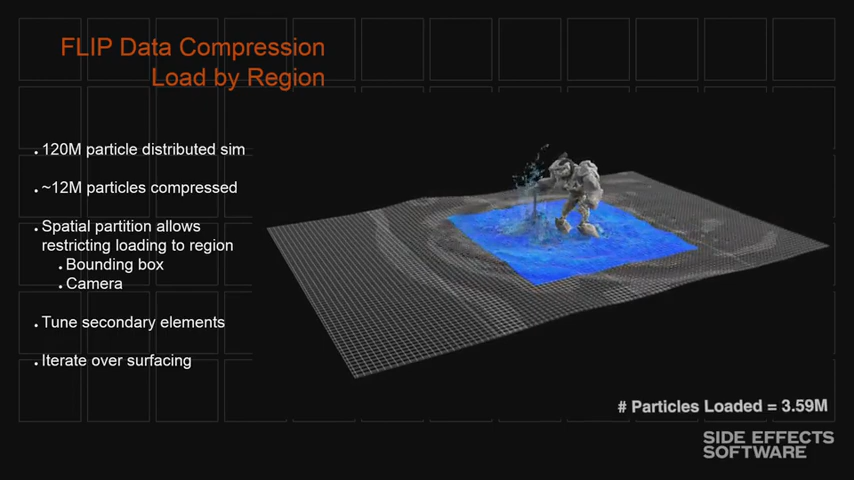 FLIP Data Compression
Load by Region
120M particle distributed sim
~12M particles compressed
Spatial partition allows
restricting loading to region
Bounding box
Camera
Tune secondary elements
Iterate over surfacing
# Particles Loaded = 3.59M
SIDE EFFECTS
SOFTWARE